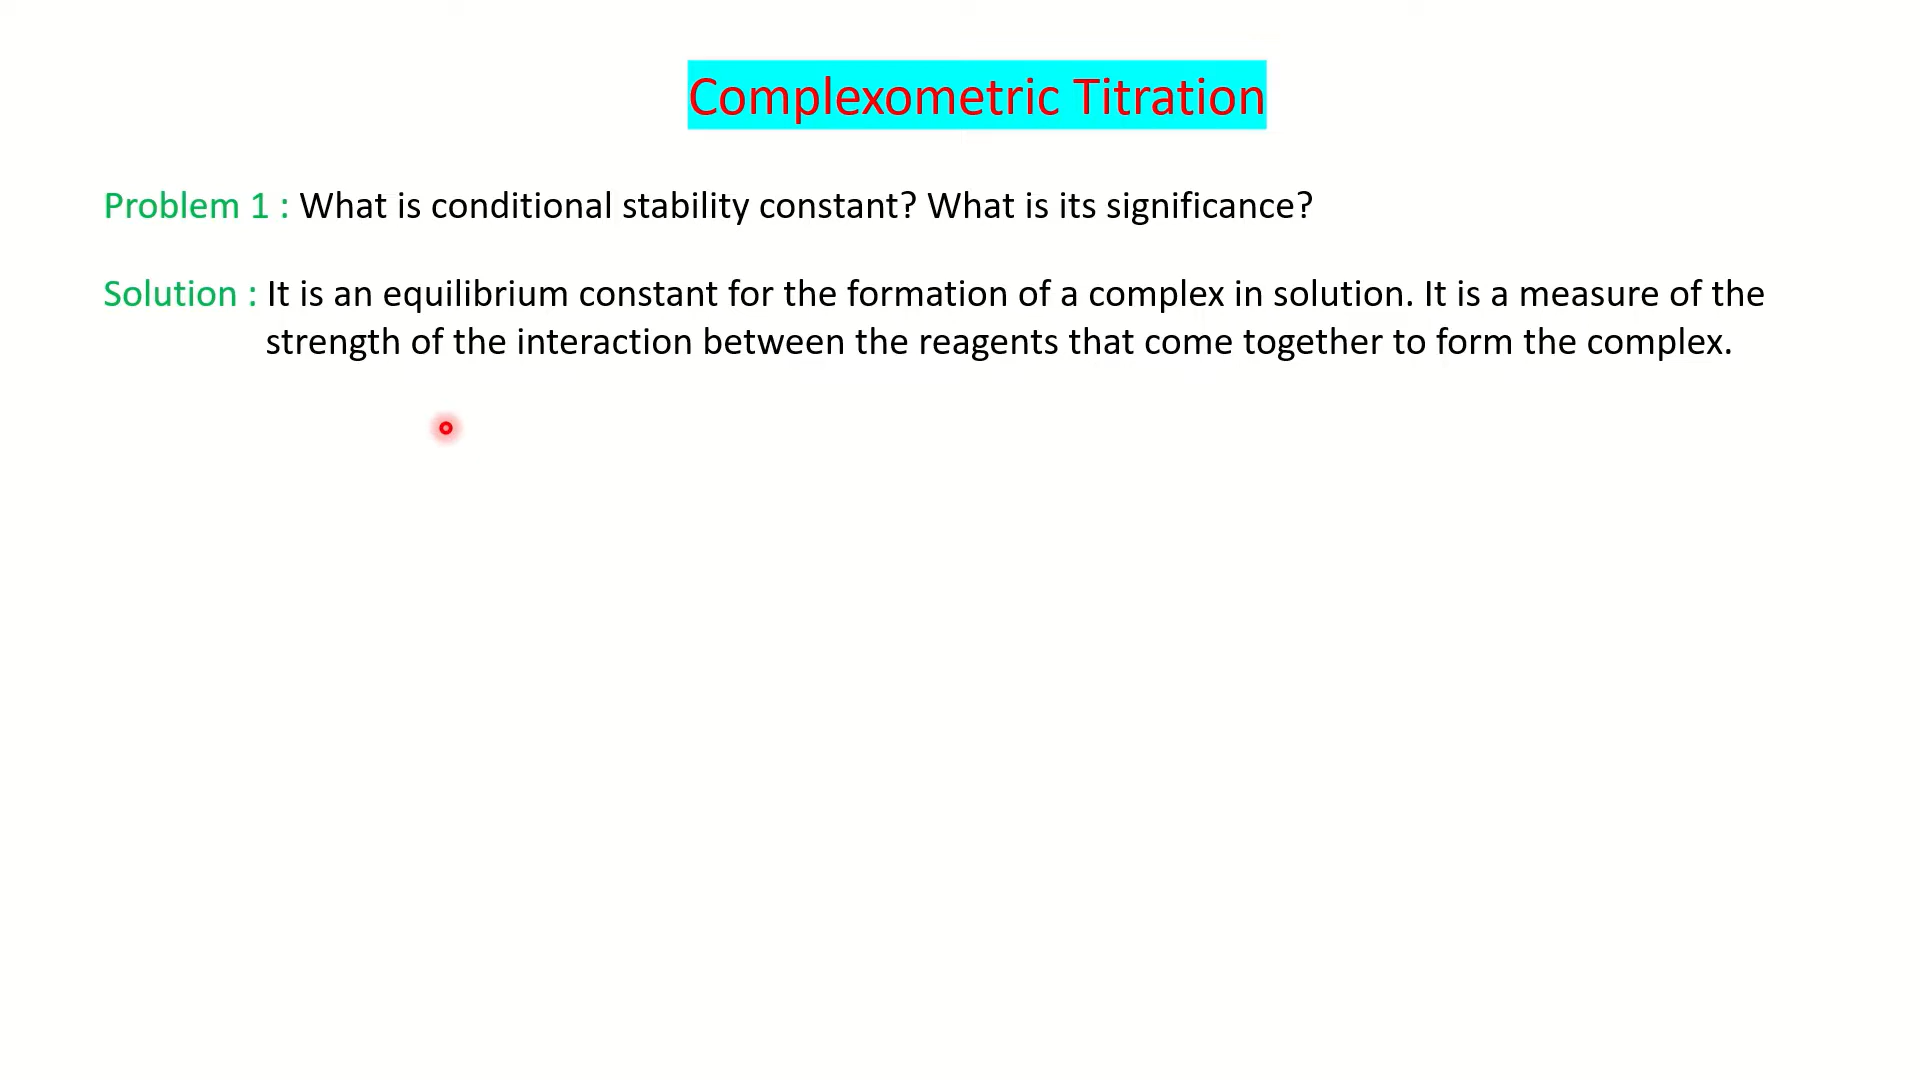 Complexometric Titration
Problem 1 : What is conditional stability constant? What is its significance?
Solution : It is an equilibrium constant for the formation of a complex in solution. It is a measure of the
strength of the interaction between the reagents that come together to form the complex.